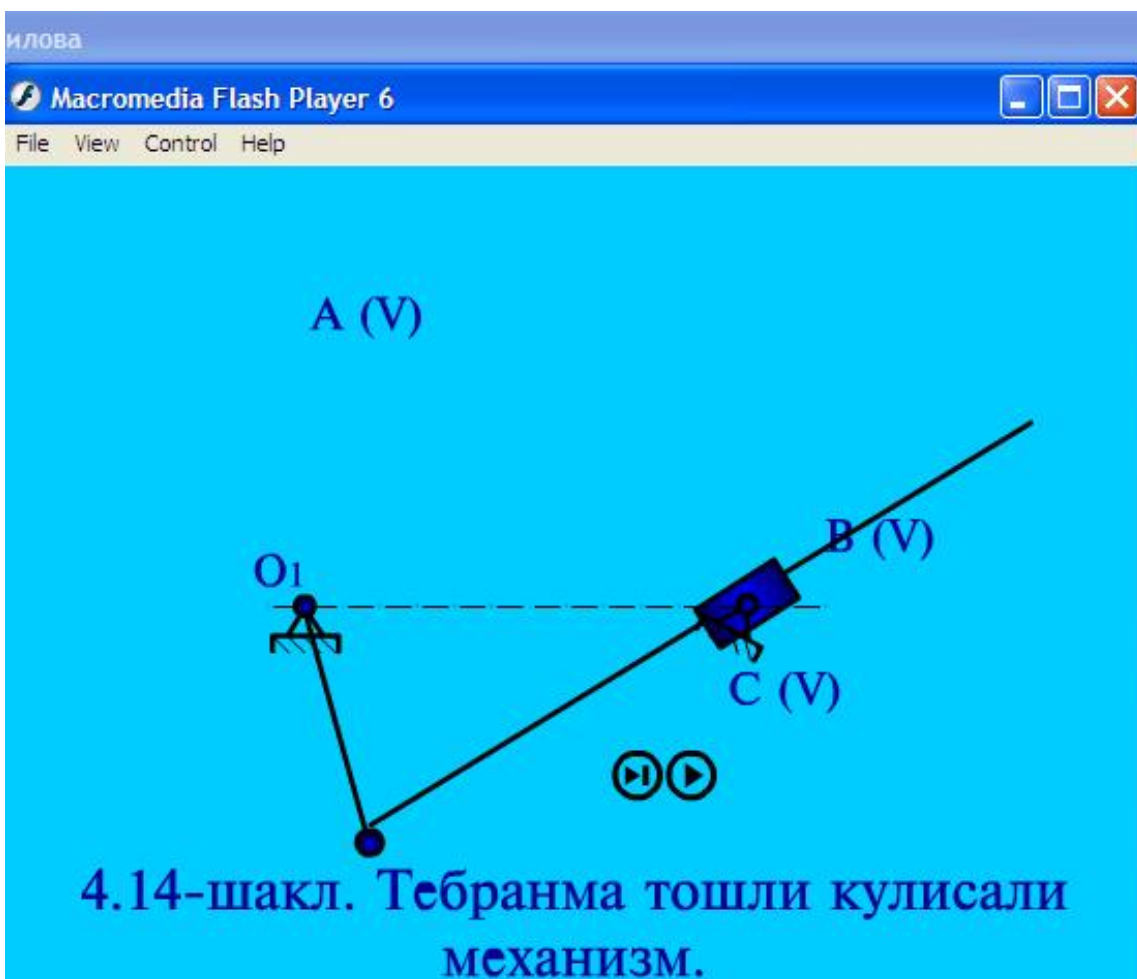 илова
Macromedia Flash Player 6
File View Control Help
A (V)
B (V)
O1
C (V)
4.14-шакл. Тебранма тошли кулисали
механизм.